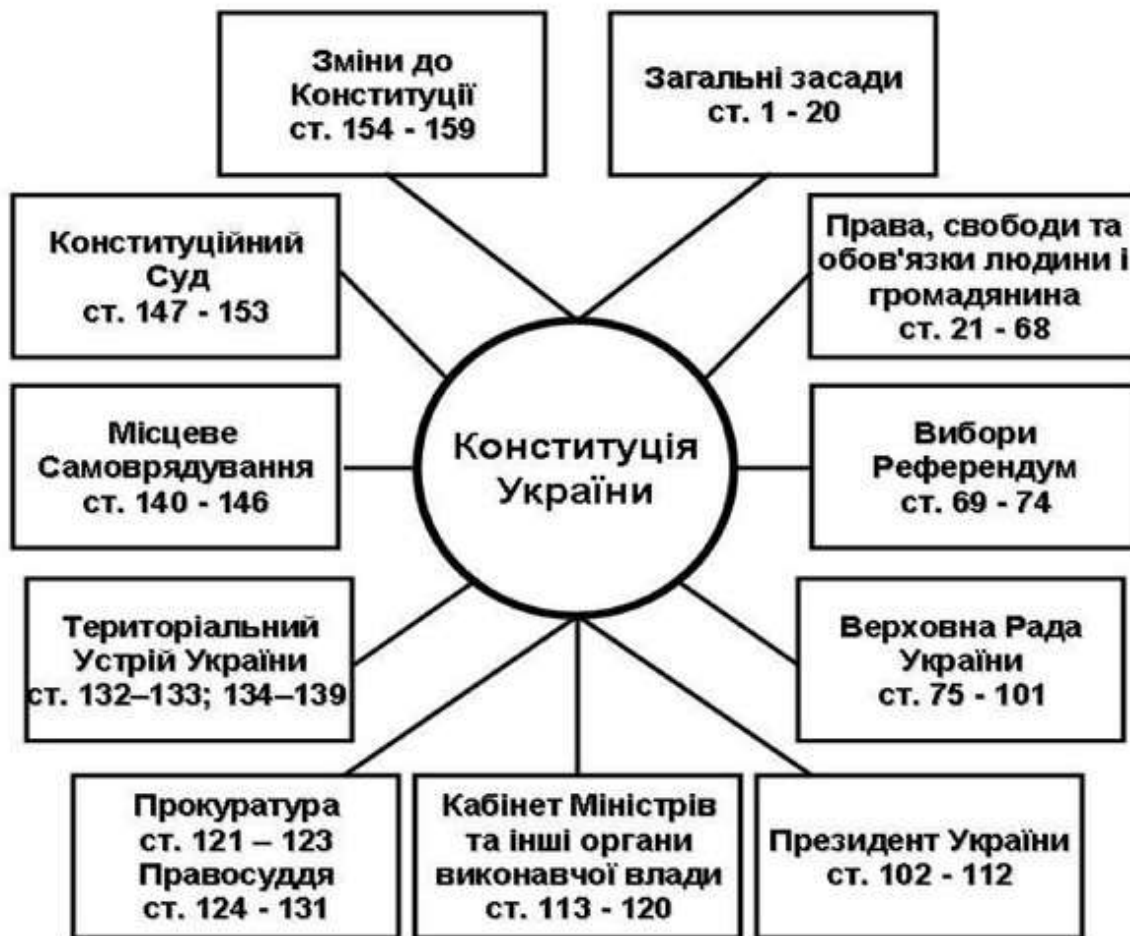 Зміни до
Конституції
ст. 154 - 159
Загальні засади
ст. 1 - 20
Конституційний
Суд
ст. 147 - 153
Права, свободи та
обов'язки людини і
громадянина
ст. 21 - 68
Місцеве
Самоврядування
ст. 140 - 146
Конституція
України
Вибори
Референдум
ст. 69 - 74
Територіальний
Устрій України
ст. 132–133; 134–139
Верховна Рада
України
ст. 75 - 101
Прокуратура
ст. 121 – 123
Правосуддя
ст. 124 - 131
Кабінет Міністрів
та інші органи
виконавчої влади
ст. 113 - 120
Президент України
ст. 102 - 112